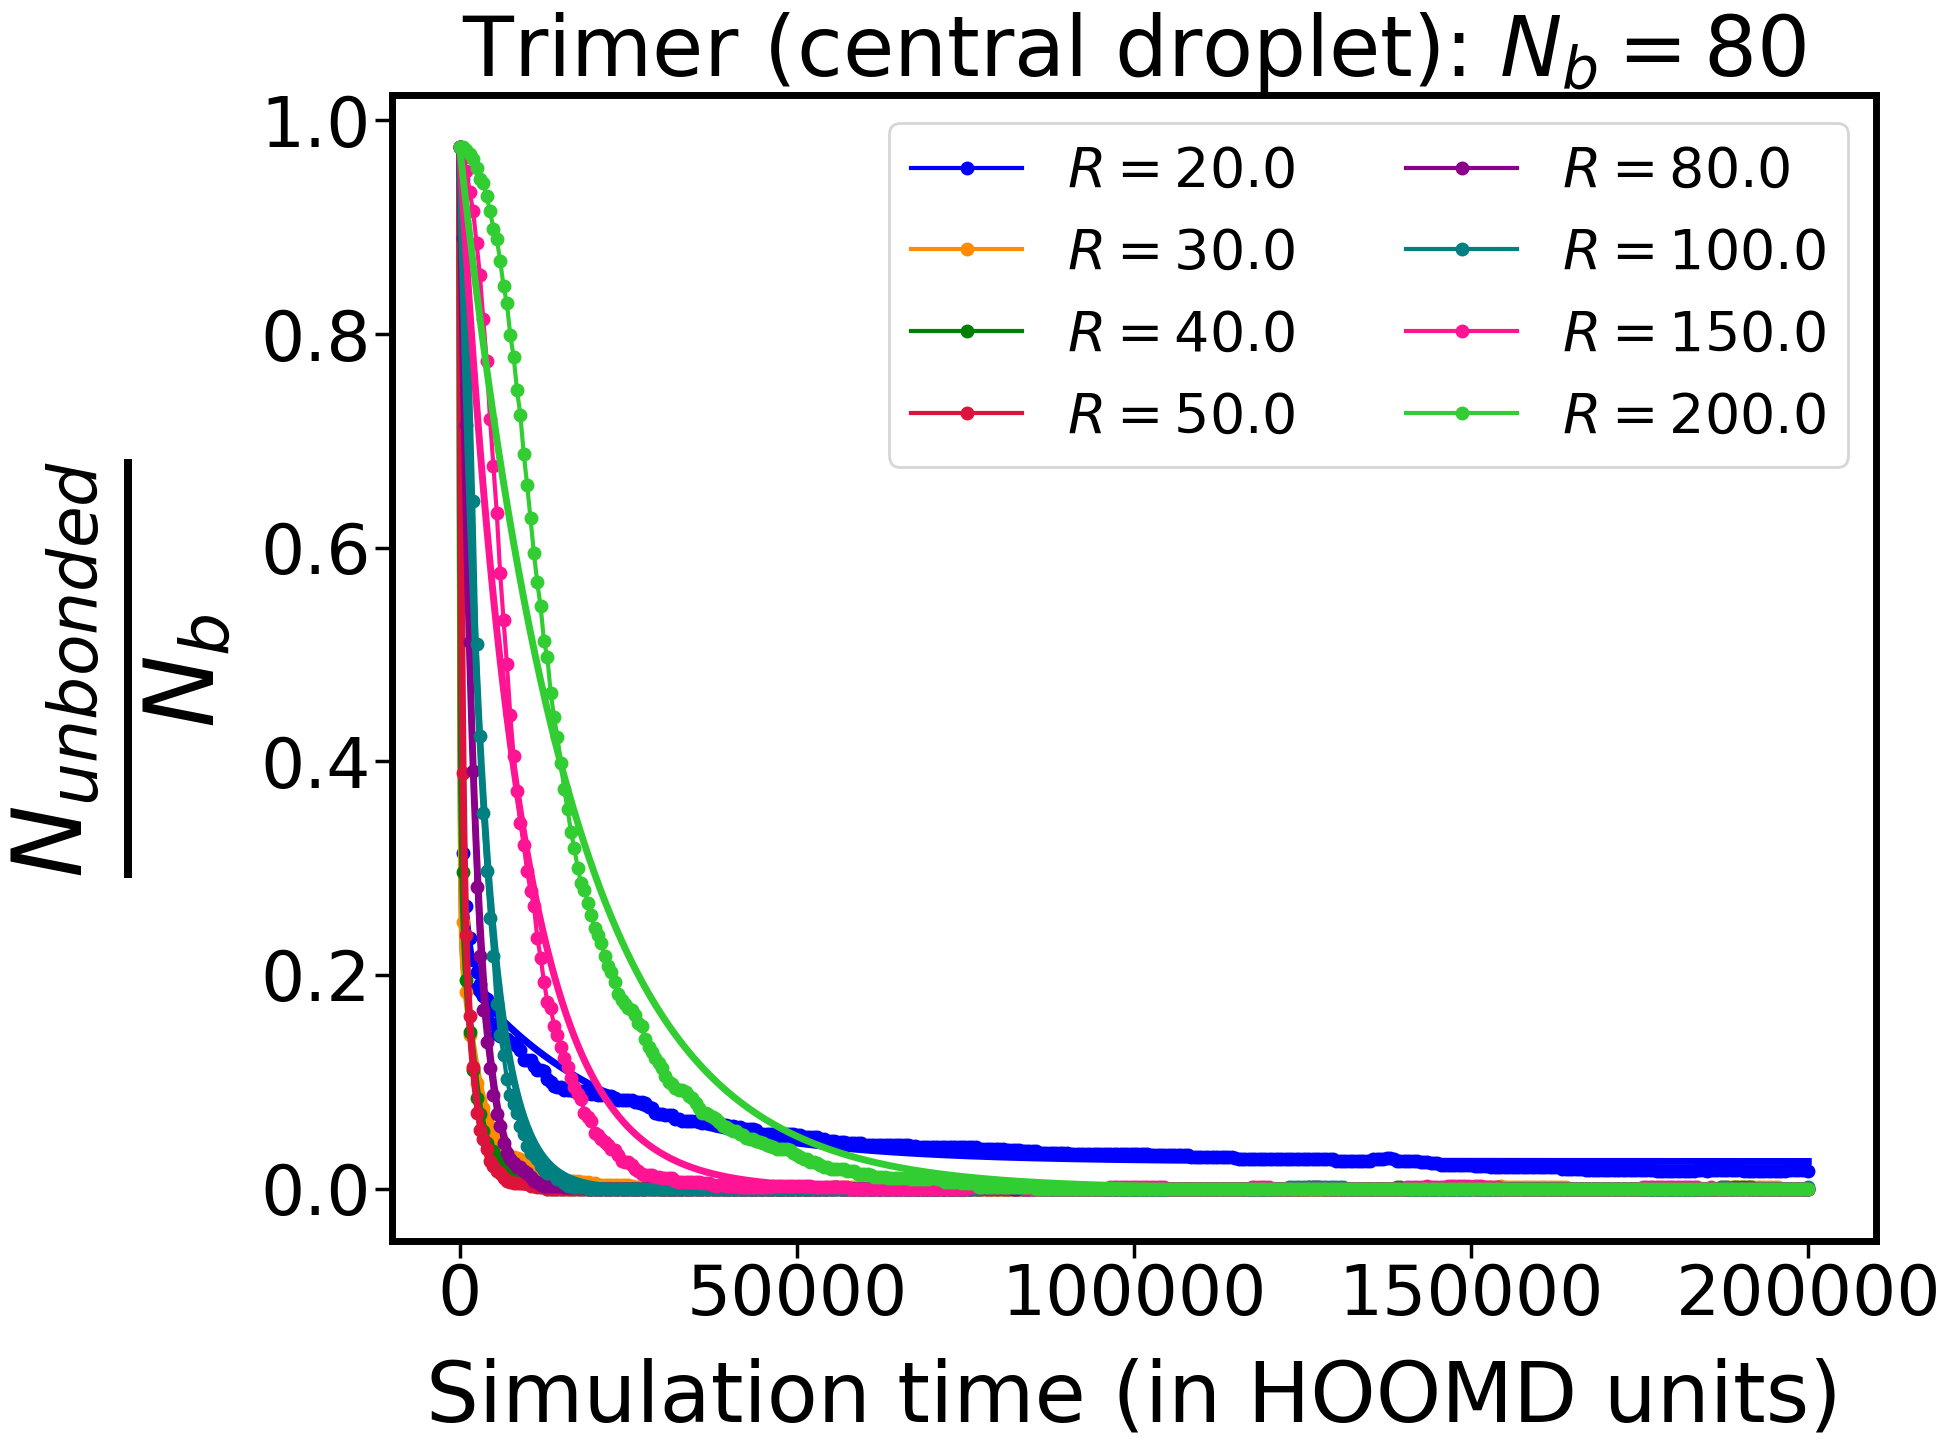 Trimer (central droplet): N_b = 80
N_unbonded
N_b
1.0
0.8
0.6
0.4
0.2
0.0
R = 20.0
R = 30.0
R = 40.0
R = 50.0
R = 80.0
R = 100.0
R = 150.0
R = 200.0
0 50000 100000 150000 200000
Simulation time (in HOOMD units)